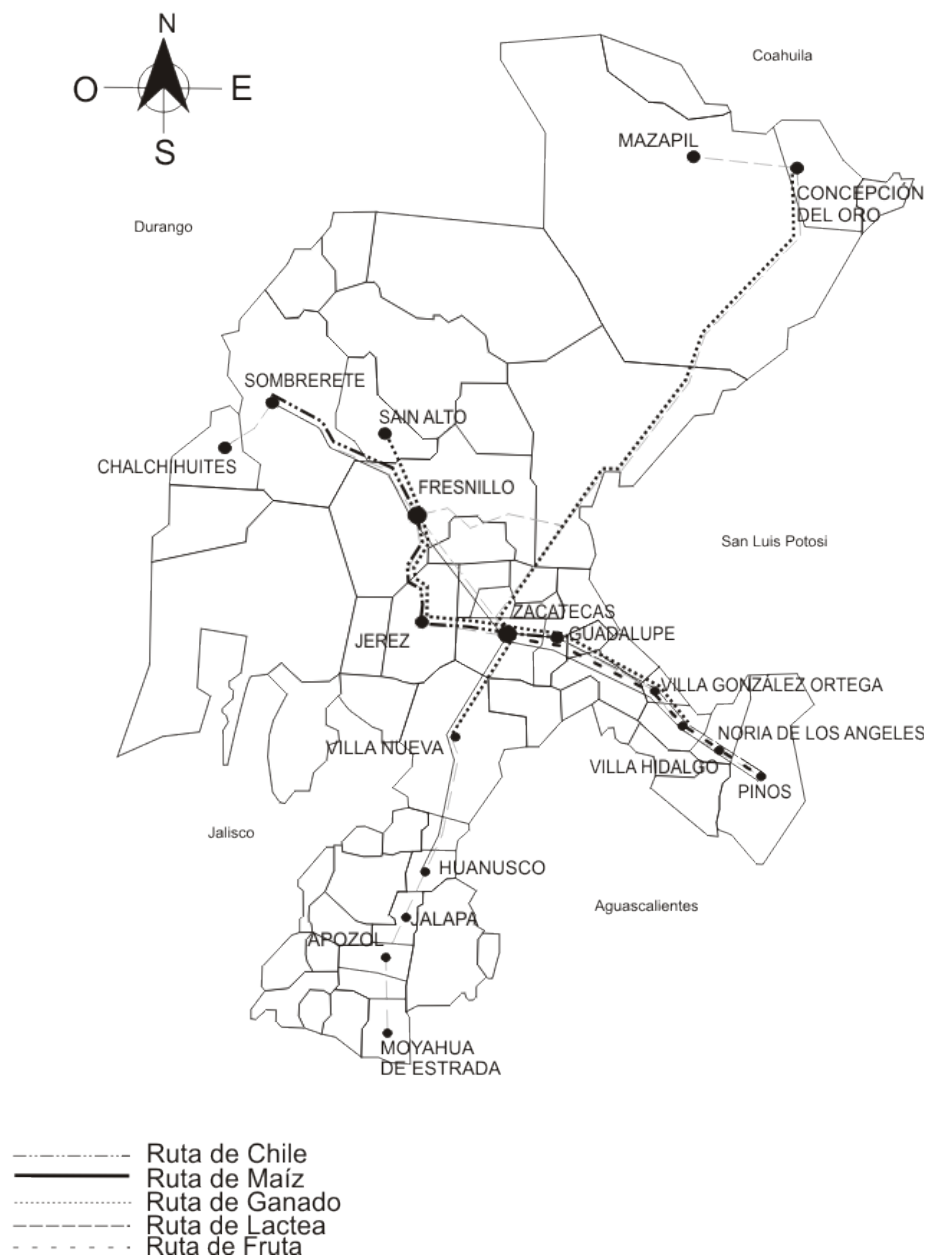 N
Coahuila
O
E
S
MAZAPIL
CONCEPCIÓN
DEL ORO
Durango
SOMBRERETE
SAIN ALTO
CHALCHIHUITES
FRESNILLO
San Luis Potosi
ZACATECAS
GUADALUPE
JEREZ
VILLA GONZÁLEZ ORTEGA
NORIA DE LOS ANGELES
VILLA NUEVA
VILLA HIDALGO
PINOS
Jalisco
HUANUSCO
Aguascalientes
JALAPA
APOZOL
MOYAHUA
DE ESTRADA
Ruta de Chile
Ruta de Maíz
Ruta de Ganado
Ruta de Lactea
Ruta de Fruta